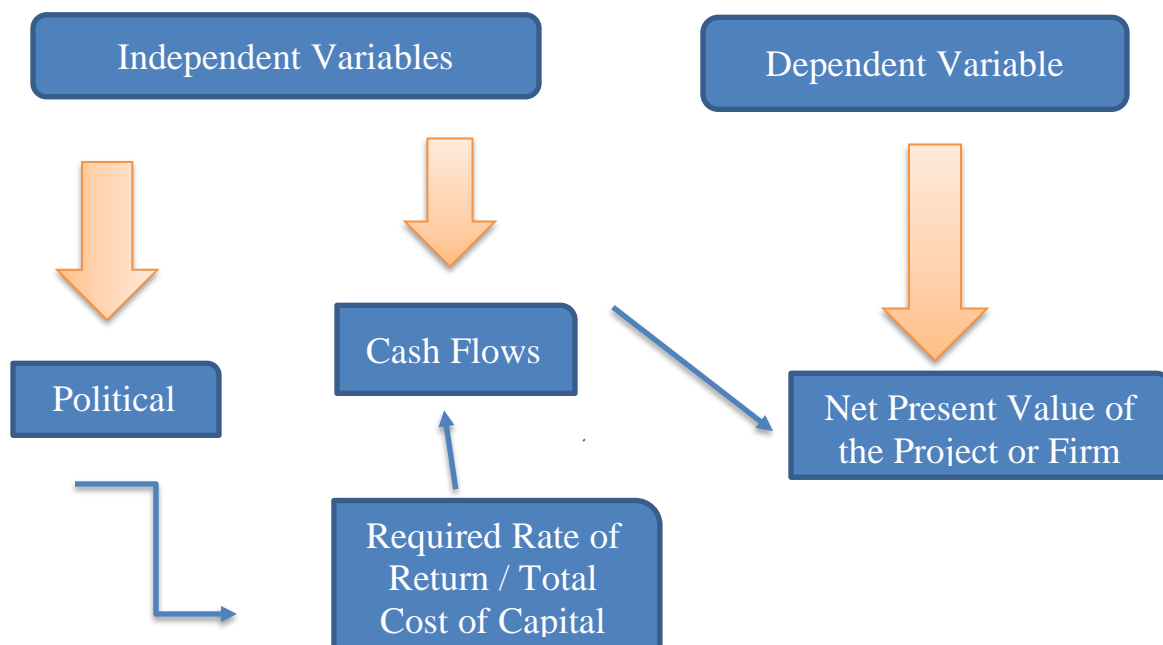 Independent Variables
Dependent Variable
Cash Flows
Political
Net Present Value of
the Project or Firm
Required Rate of
Return / Total
Cost of Capital